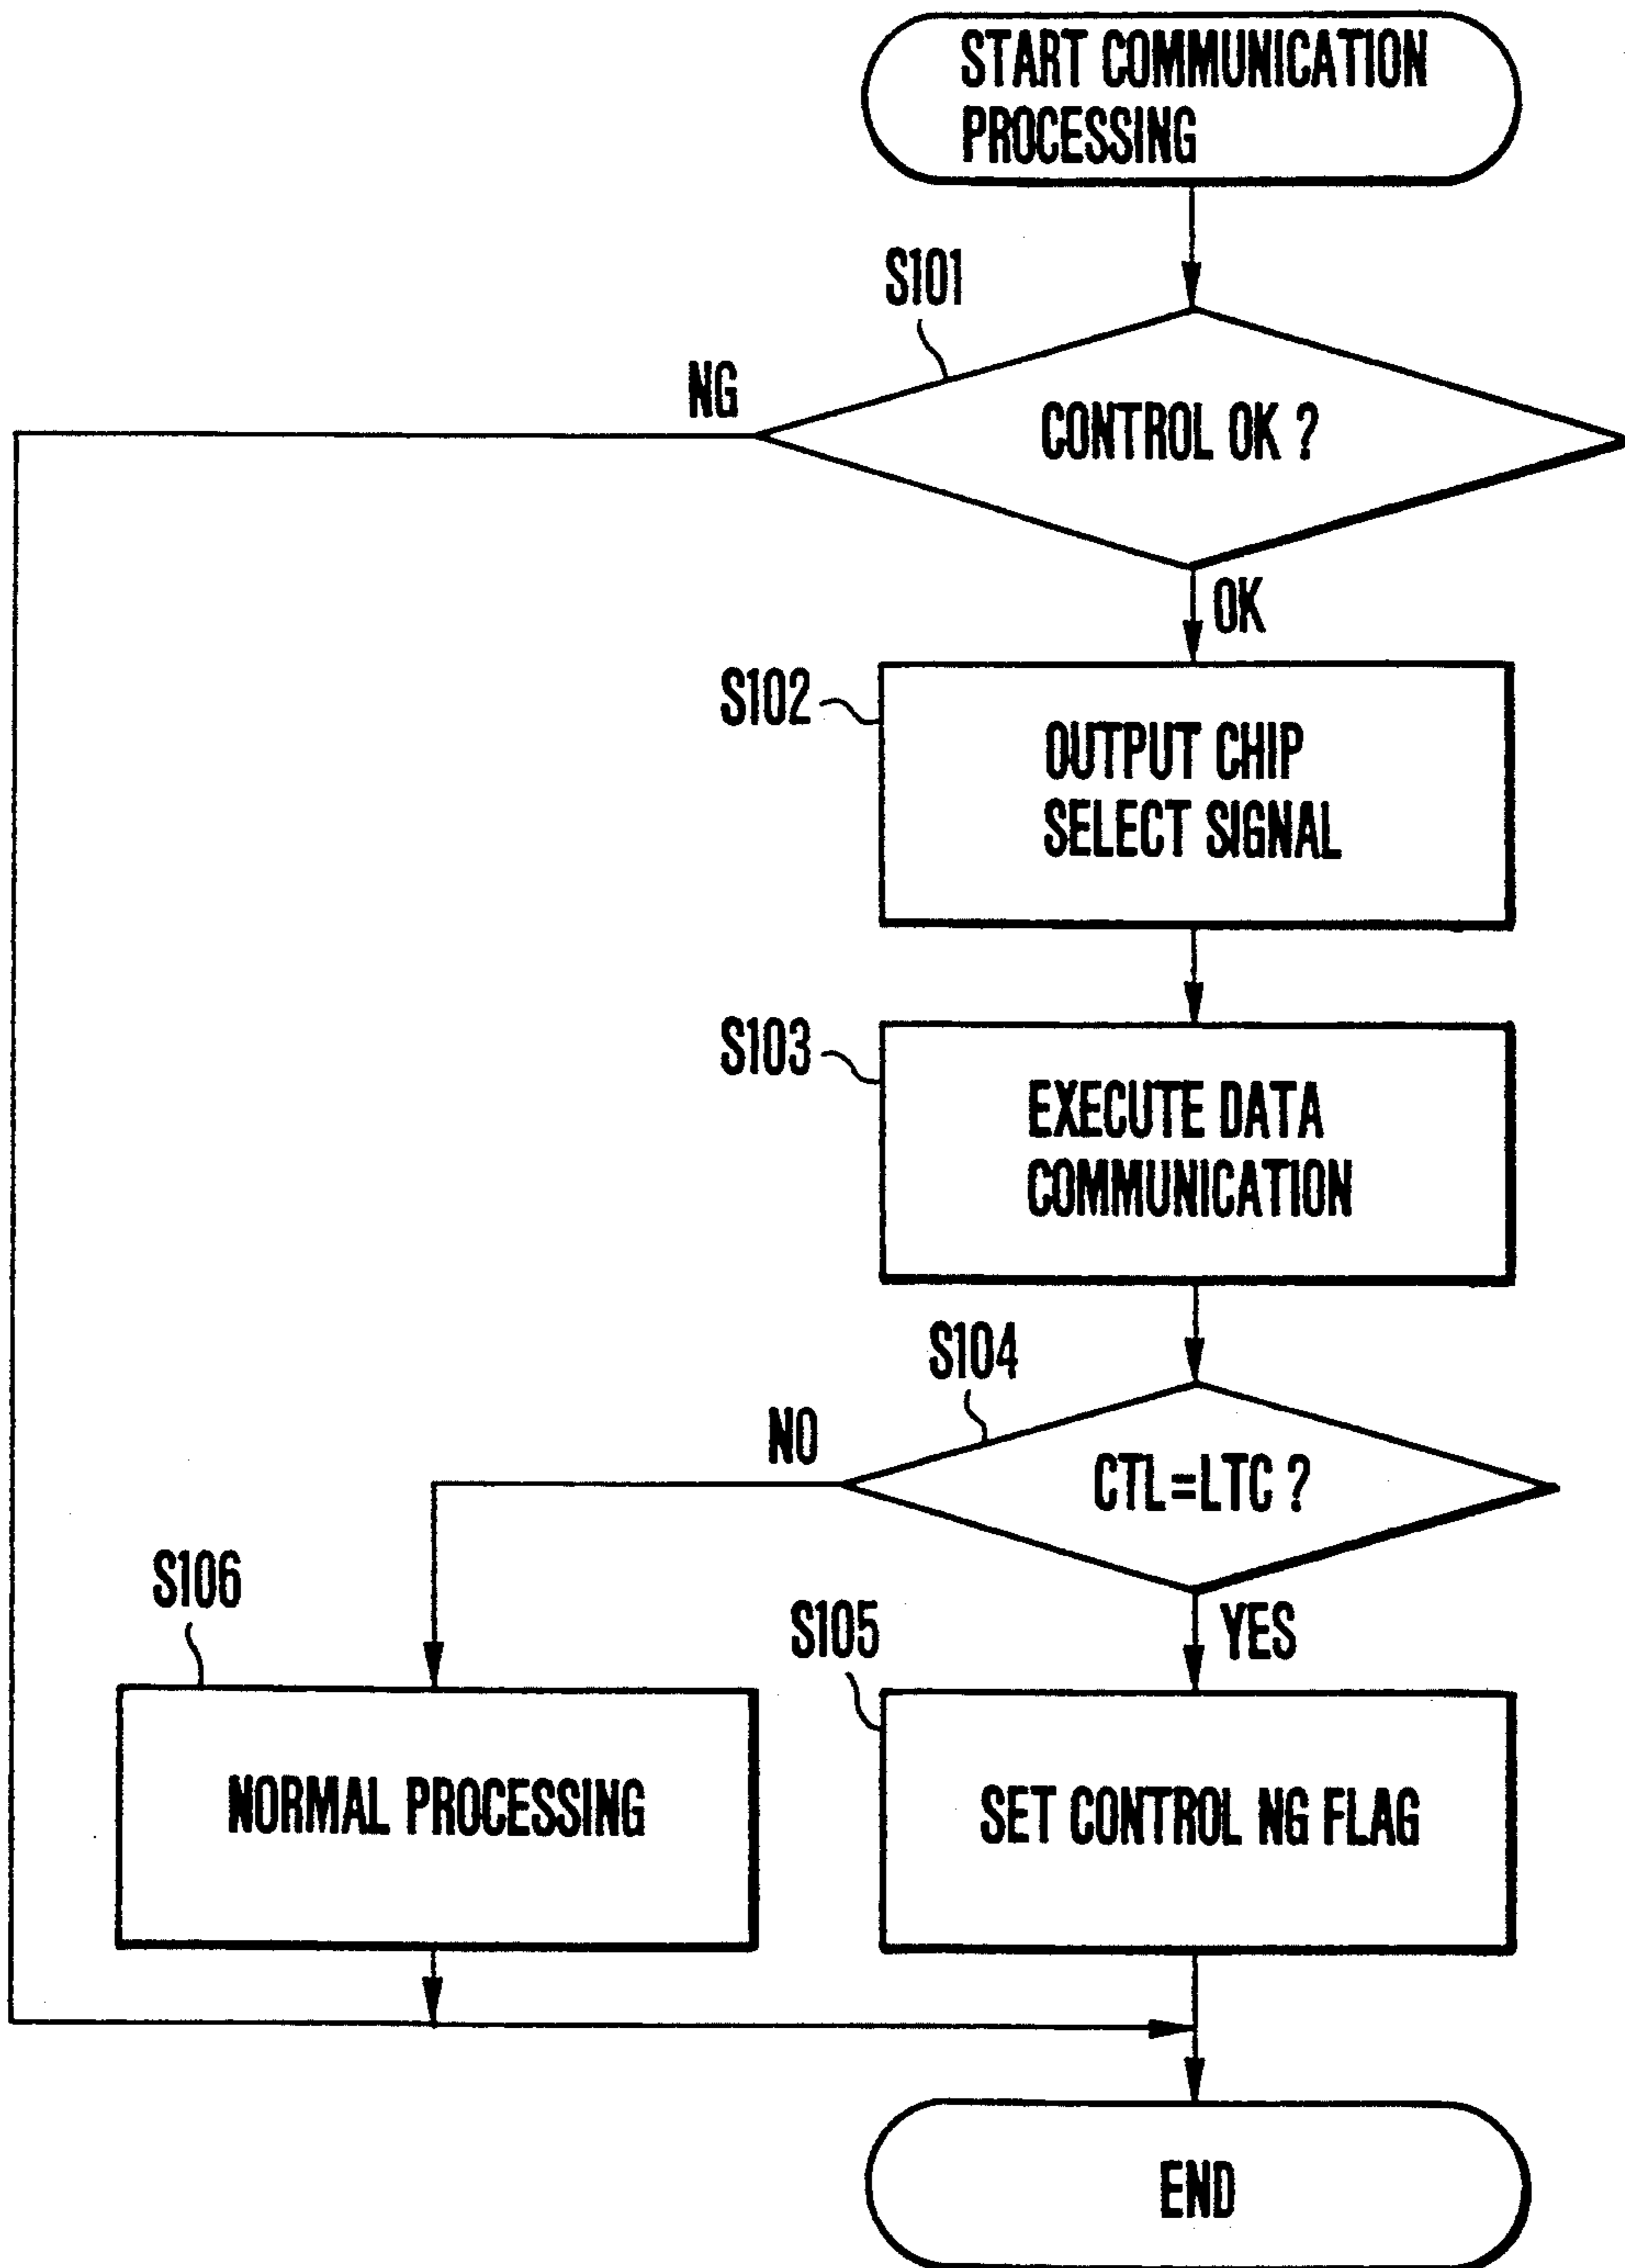 START COMMUNICATION
PROCESSING
S101
NG
CONTROL OK ?
OK
S102
OUTPUT CHIP
SELECT SIGNAL
S103
EXECUTE DATA
COMMUNICATION
S104
NO
CTL=LTC ?
YES
S106
S105
NORMAL PROCESSING
SET CONTROL NG FLAG
END